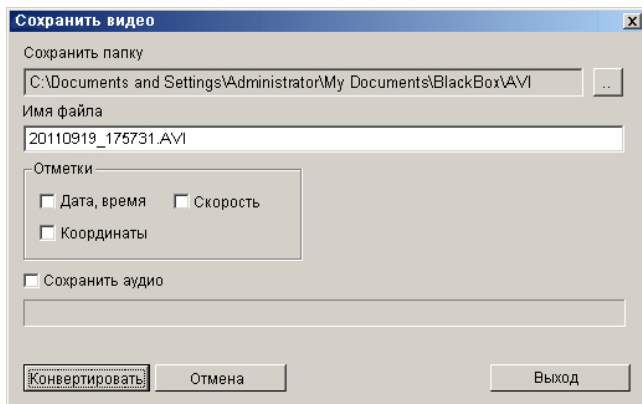 Сохранить видео
Сохранить папку
C:\Documents and Settings\Administrator\My Documents\BlackBox\AVI
..
Имя файла
20110919_175731.AVI
Отметки
Дата, время Скорость
Координаты
Сохранить аудио
Конвертировать Отмена Выход